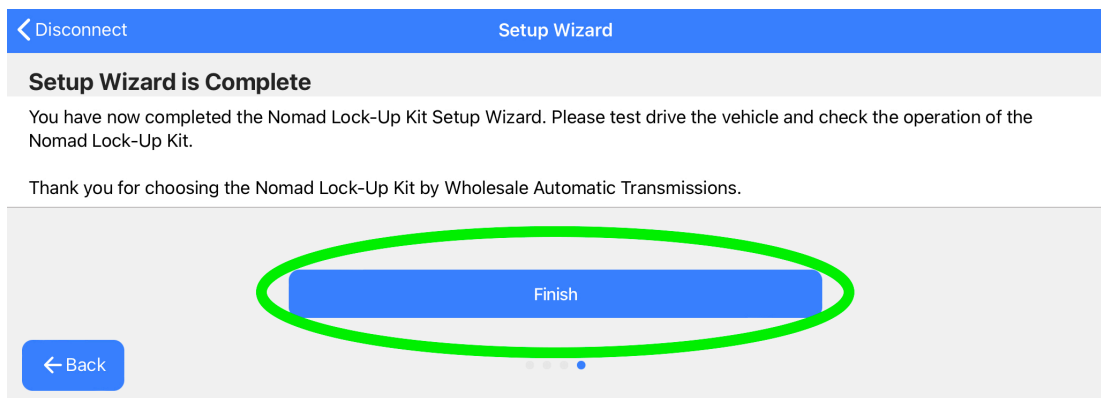 Disconnect
Setup Wizard
Setup Wizard is Complete
You have now completed the Nomad Lock-Up Kit Setup Wizard. Please test drive the vehicle and check the operation of the
Nomad Lock-Up Kit.
Thank you for choosing the Nomad Lock-Up Kit by Wholesale Automatic Transmissions.
Finish
Back